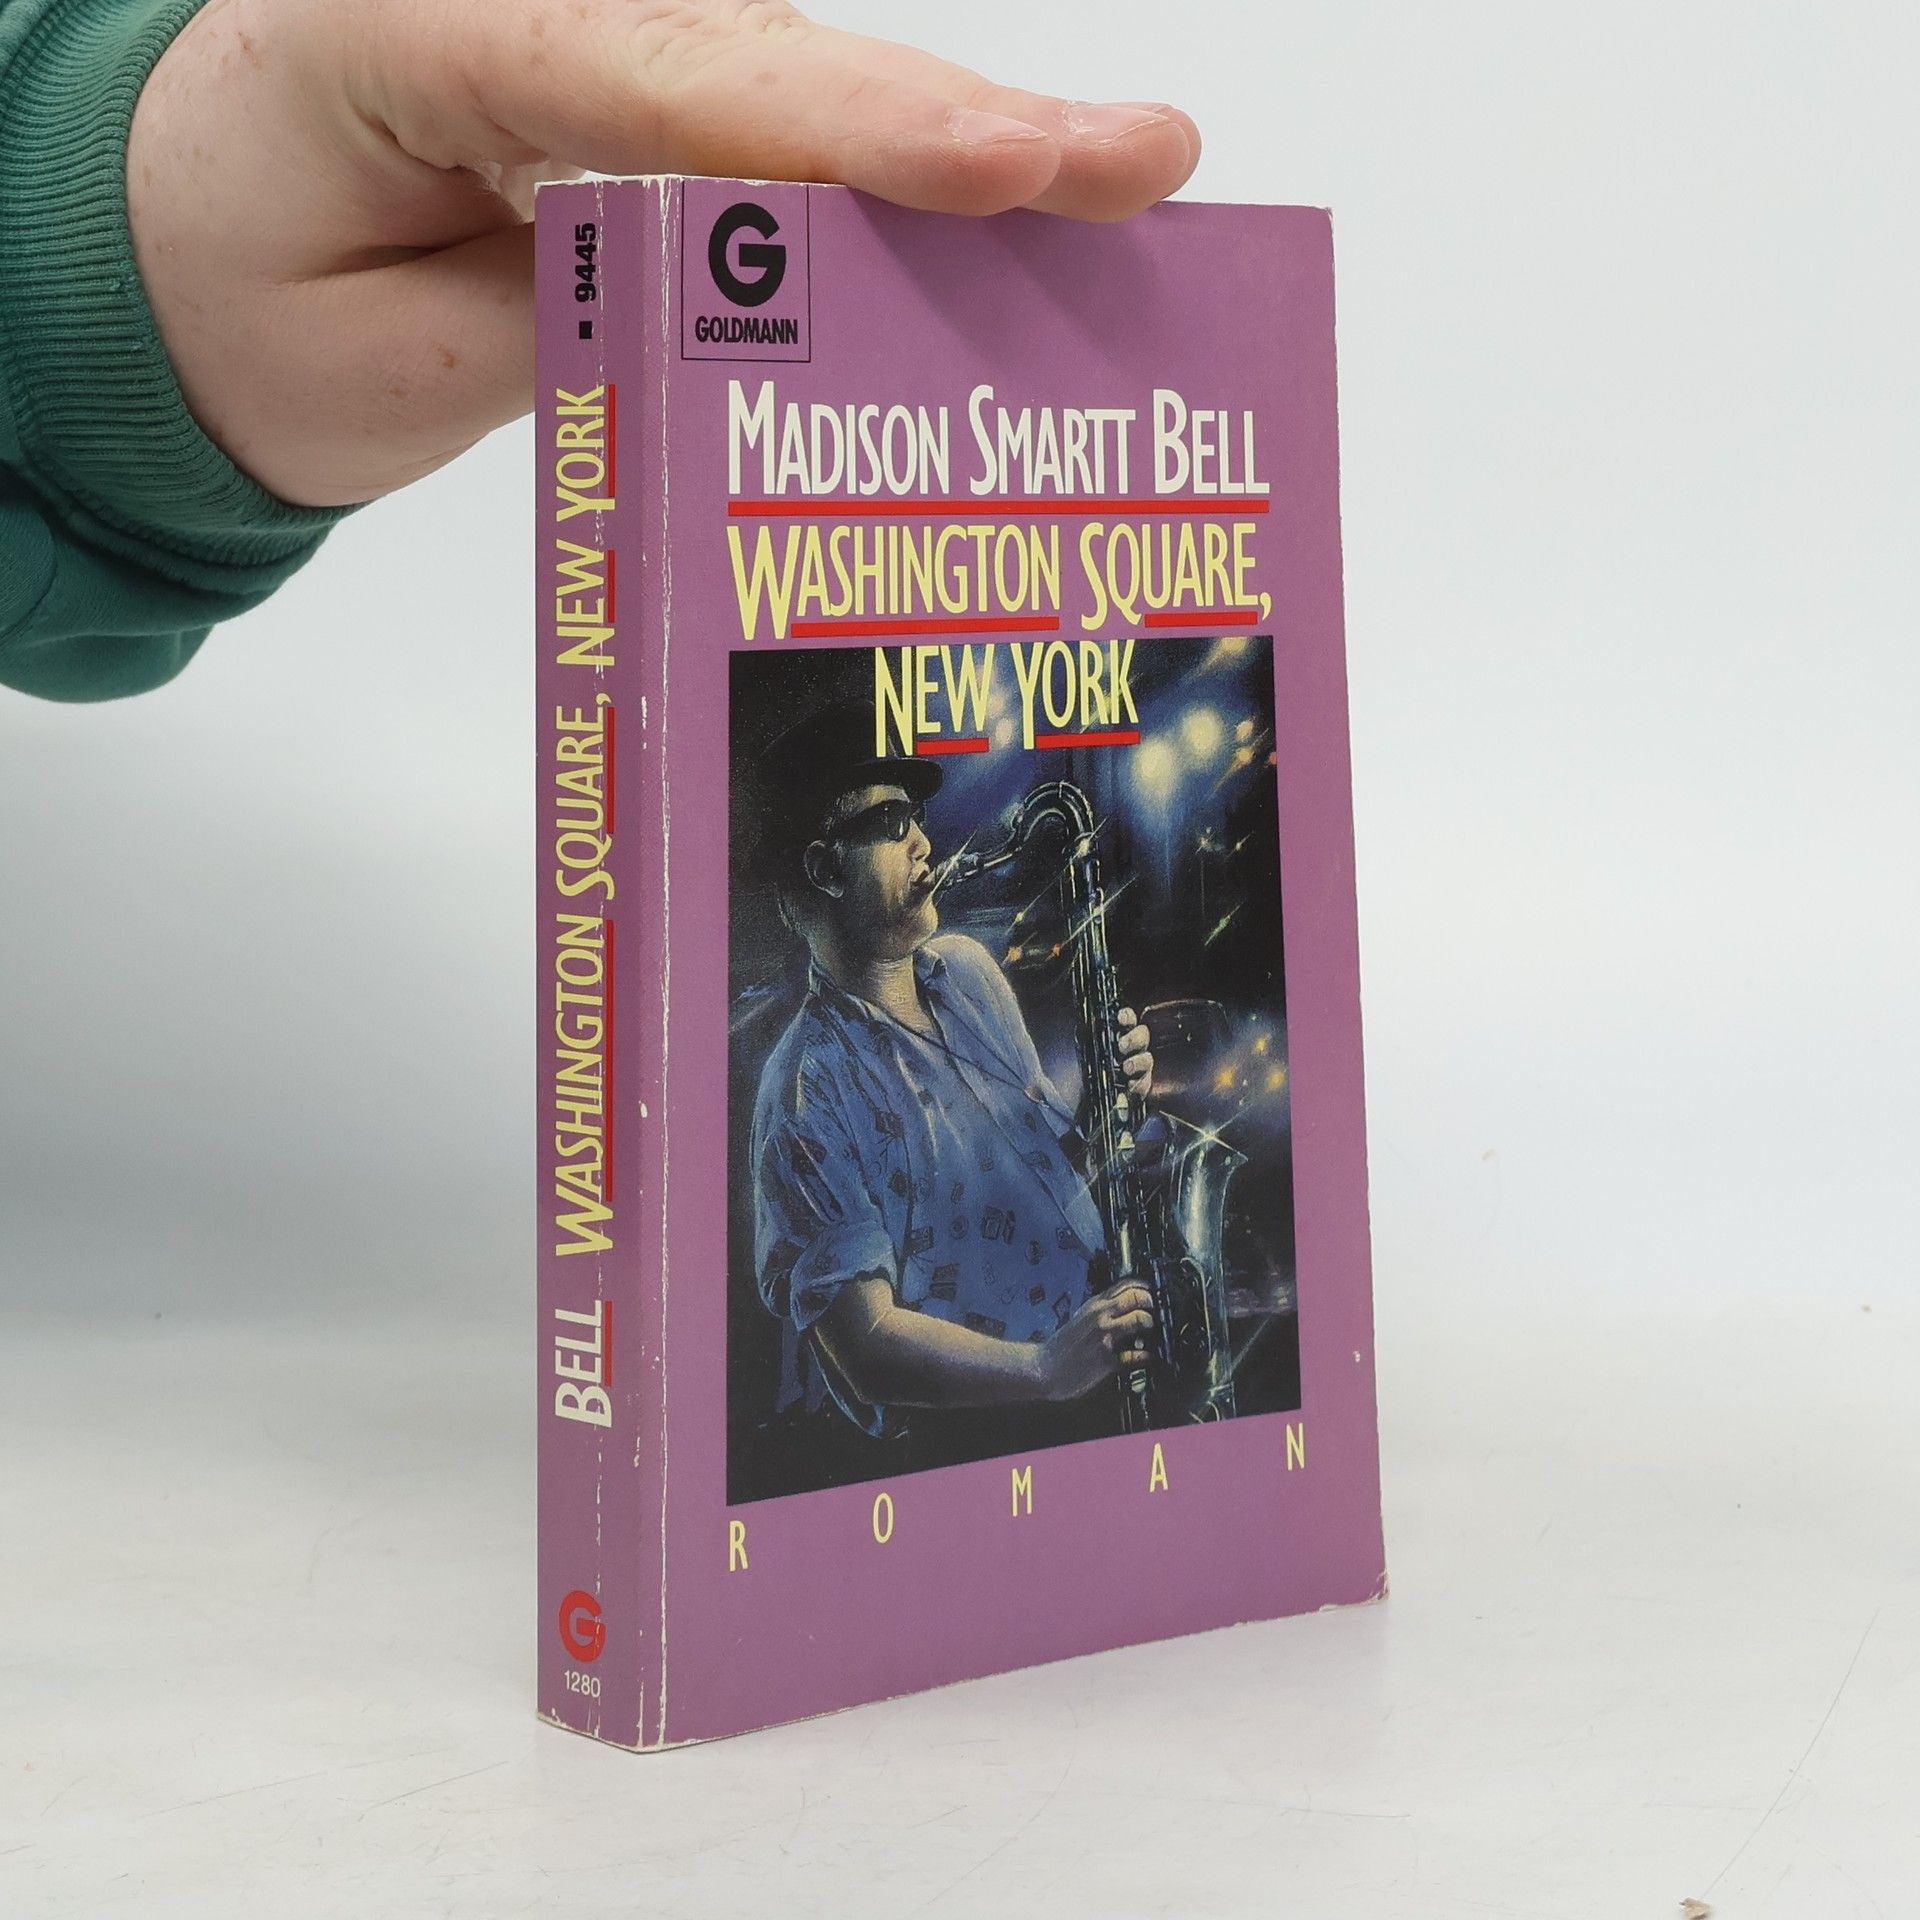 9445
BELL WASHINGTON SQUARE, NEW YORK
G
1280
G
GOLDMANN
MADISON SMARTT BELL
WASHINGTON SQUARE,
NEW YORK
ROMAN